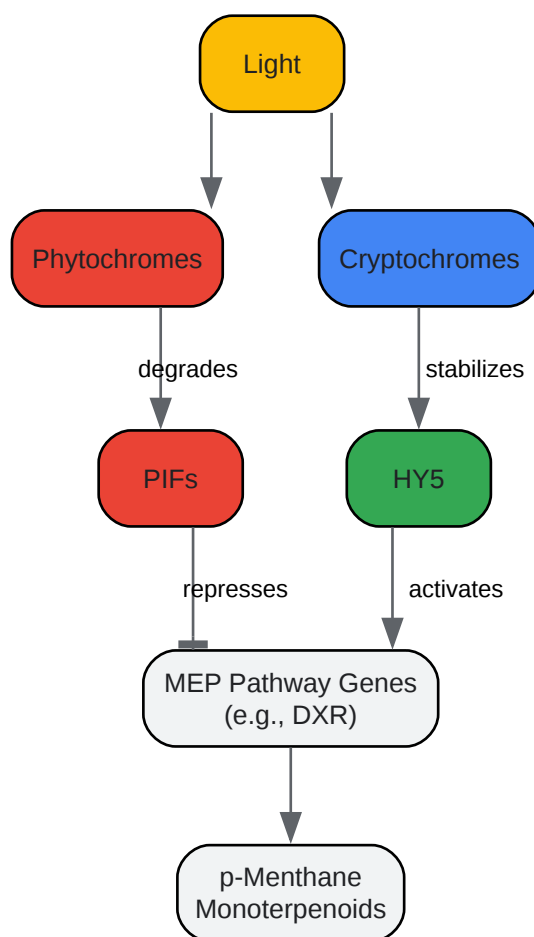 Light
Phytochromes
Cryptochromes
degrades
stabilizes
PIFs
HY5
represses
activates
MEP Pathway Genes
(e.g., DXR)
p-Menthane
Monoterpenoids